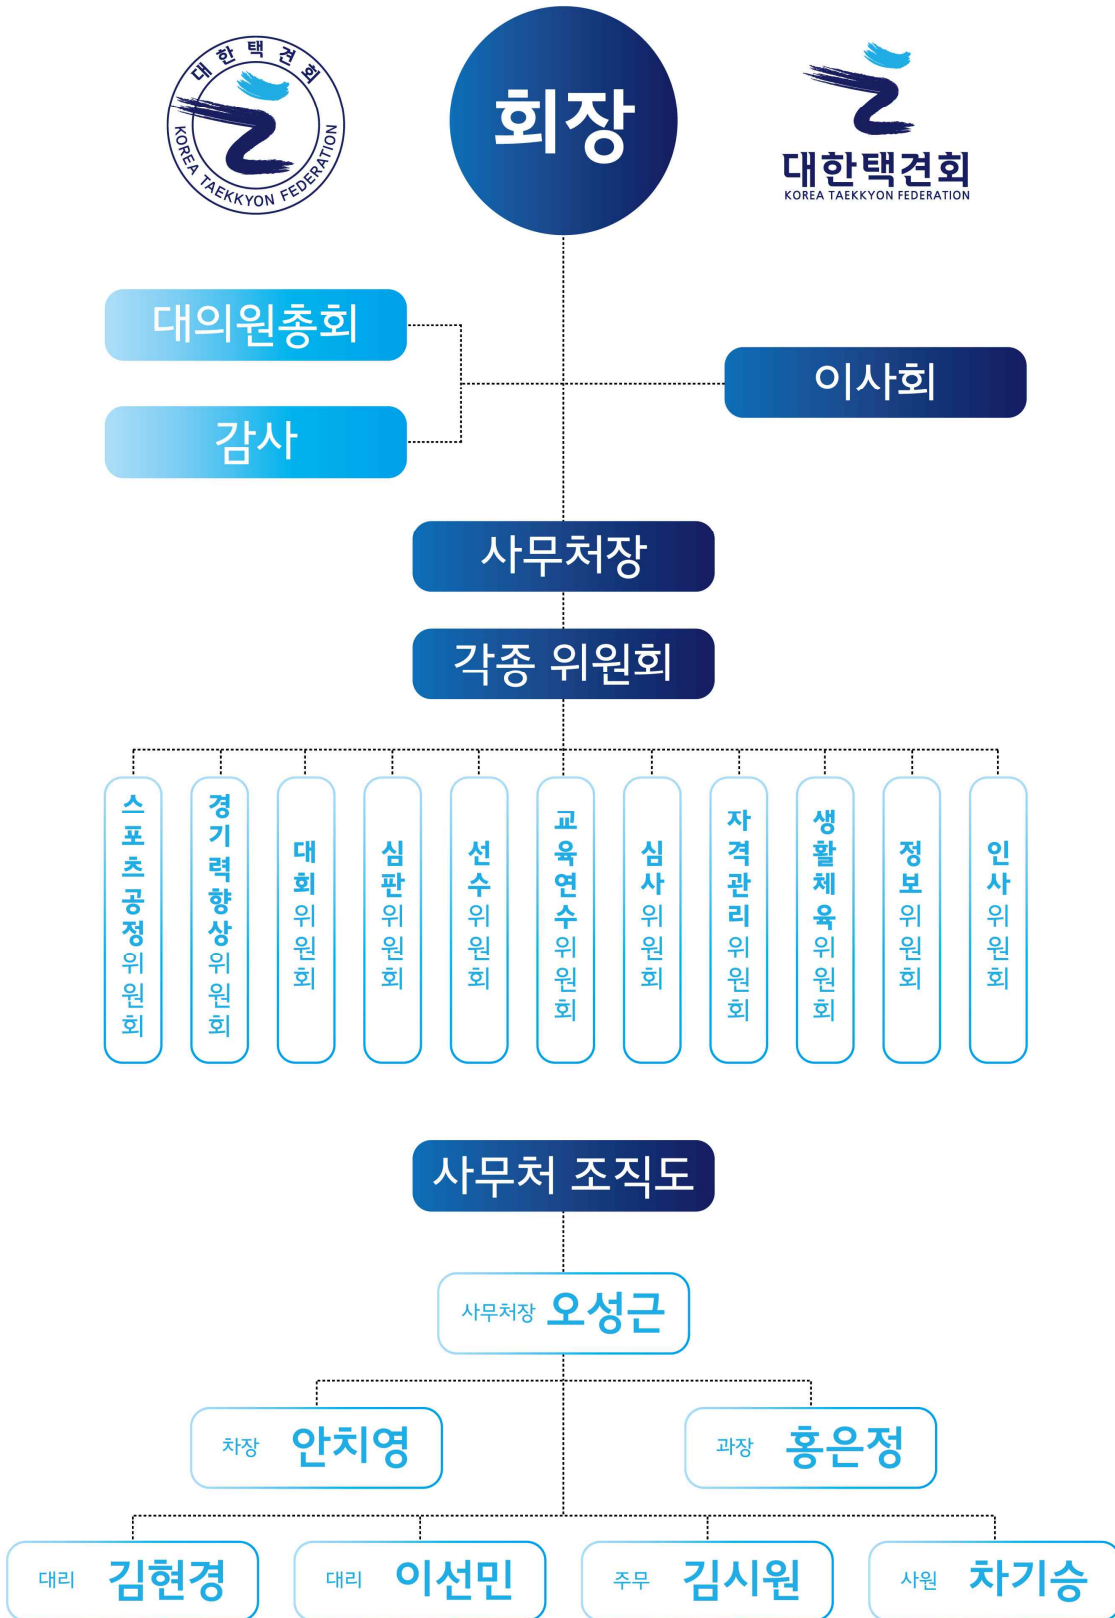 대한택견회
KOREA TAEKKYON FEDERATION
회장
대한택견회
KOREA TAEKKYON FEDERATION
대의원총회
이사회
감사
사무처장
각종 위원회
스포츠공정위원회
경기력향상위원회
대회위원회
심판위원회
선수위원회
교육연수위원회
심사위원회
자격관리위원회
생활체육위원회
정보위원회
인사위원회
사무처 조직도
사무처장 오성근
차장 안치영
과장 홍은정
대리 김현경
대리 이선민
주무 김시원
사원 차기승